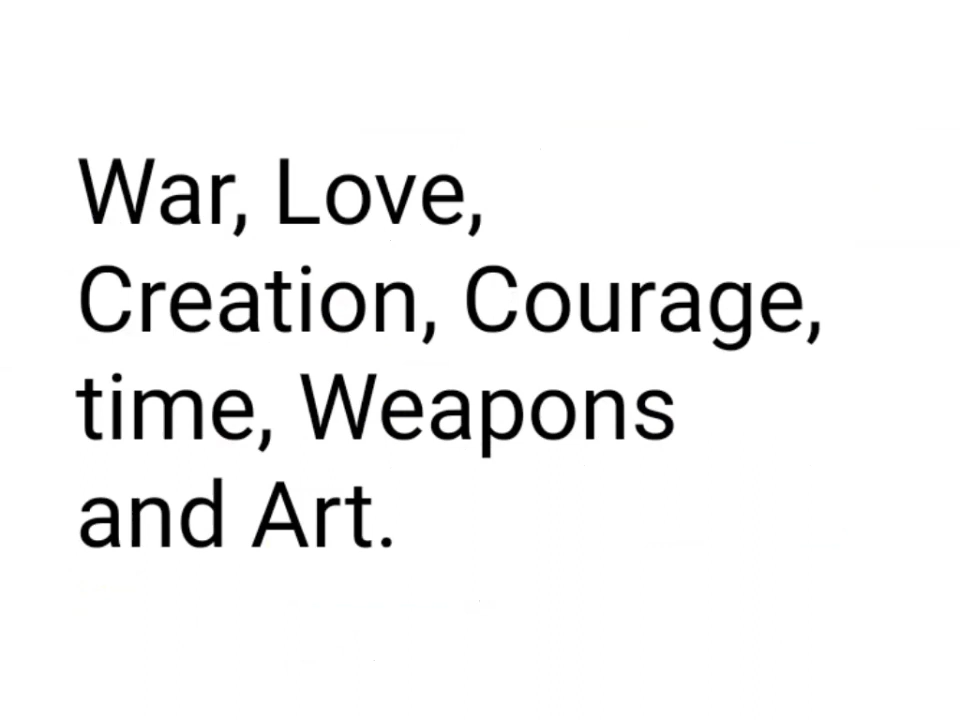 War, Love,
Creation, Courage,
time, Weapons
and Art.